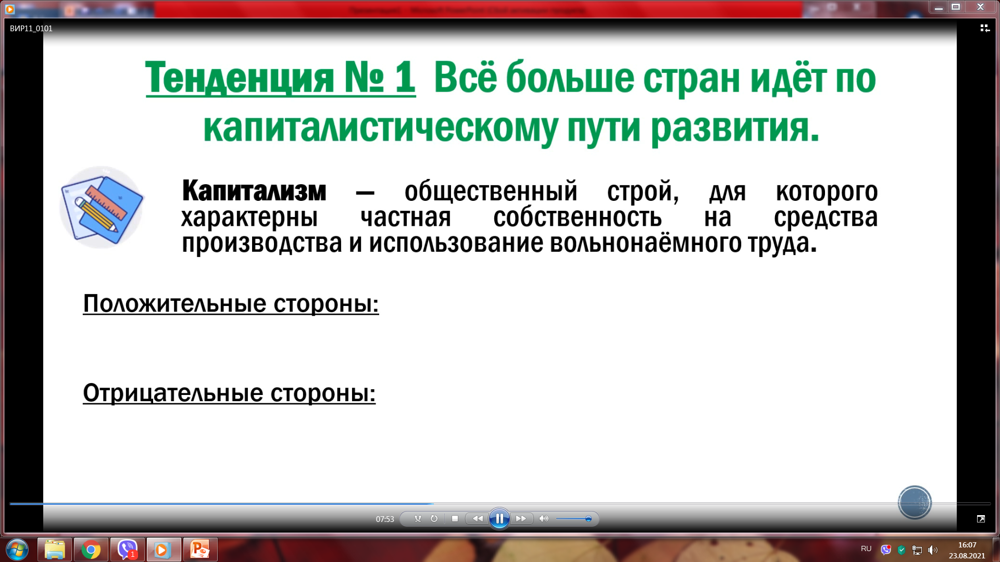 ВИР11_0101
Тенденция № 1 Всё больше стран идёт по
капиталистическому пути развития.
Капитализм – общественный строй, для которого
характерны частная собственность на средства
производства и использование вольнонаёмного труда.
Положительные стороны:
Отрицательные стороны:
07:53
1
RU
16:07
23.08.2021